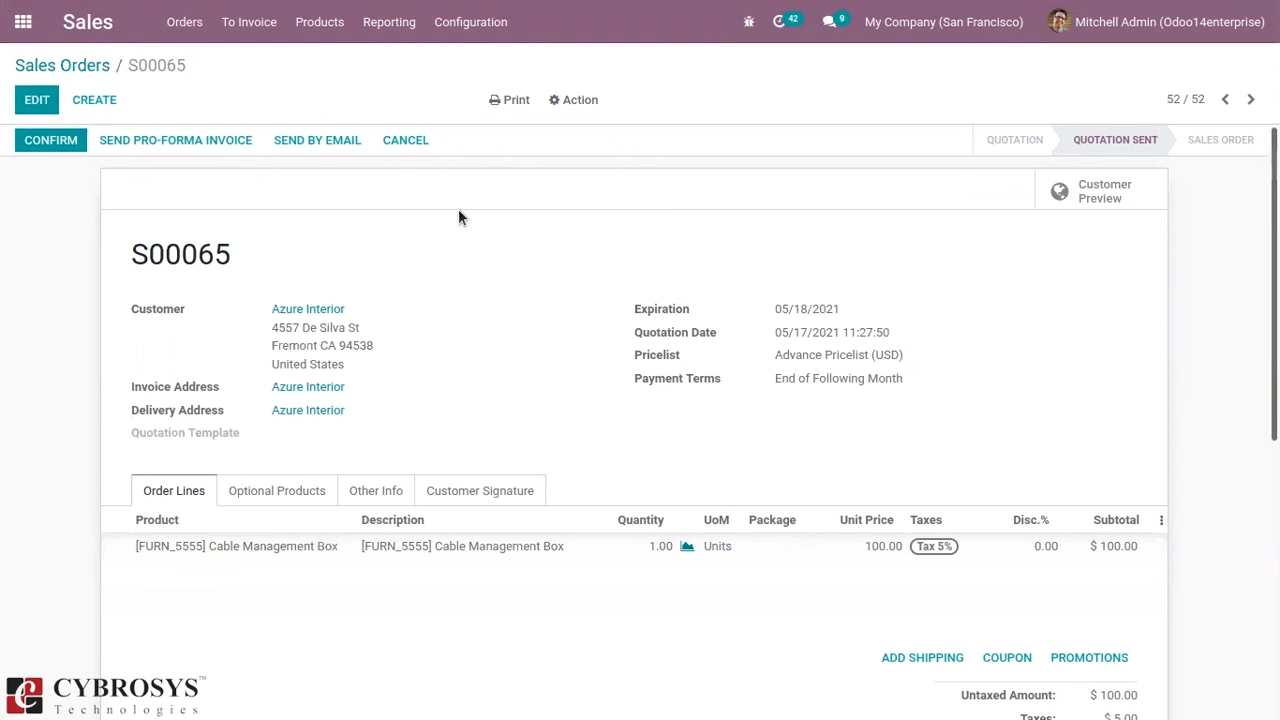 Sales Orders To Invoice Products Reporting Configuration 42 9 My Company (San Francisco) Mitchell Admin (Odoo14enterprise)
Sales Orders / S00065
EDIT CREATE Print Action 52 / 52
CONFIRM SEND PRO-FORMA INVOICE SEND BY EMAIL CANCEL QUOTATION QUOTATION SENT SALES ORDER
Customer
Preview
S00065
Customer Azure Interior Expiration 05/18/2021
4557 De Silva St Quotation Date 05/17/2021 11:27:50
Fremont CA 94538 Pricelist Advance Pricelist (USD)
United States Payment Terms End of Following Month
Invoice Address Azure Interior
Delivery Address Azure Interior
Quotation Template
Order Lines Optional Products Other Info Customer Signature
Product Description Quantity UoM Package Unit Price Taxes Disc.% Subtotal
[FURN_5555] Cable Management Box [FURN_5555] Cable Management Box 1.00 Units 100.00 Tax 5% 0.00 $ 100.00
ADD SHIPPING COUPON PROMOTIONS
Untaxed Amount: $ 100.00
Taxes: $ 5.00
CYBROSYS™
Technologies